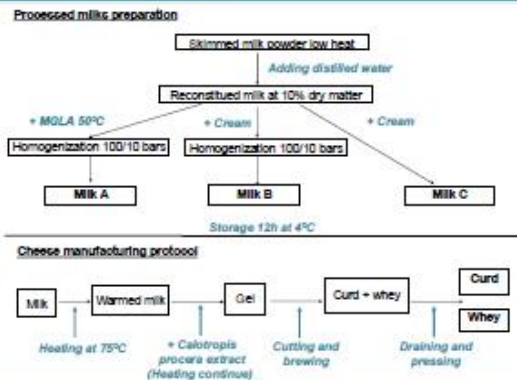 Processed milks preparation
Skimmed milk powder low heat
Adding distilled water
Reconstitued milk at 10% dry matter
+ MGLA 50ºC
+ Cream
+ Cream
Homogenization 100/10 bars
Homogenization 100/10 bars
Milk A
Milk B
Milk C
Storage 12h at 4ºC
Cheese manufacturing protocol
Milk
Warmed milk
Gel
Curd + whey
Curd
Whey
Heating at 75ºC
+ Calotropis
procera extract
(Heating continue)
Cutting and
brewing
Draining and
pressing